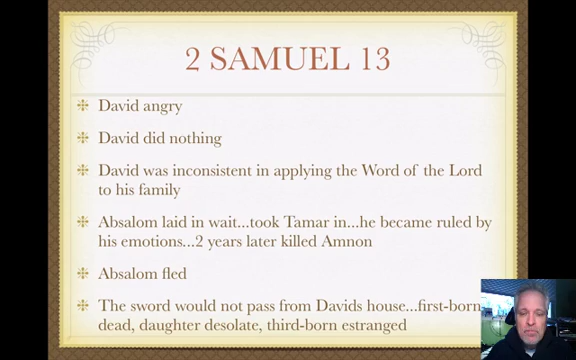 2 SAMUEL 13
David angry
David did nothing
David was inconsistent in applying the Word of the Lord
to his family
Absalom laid in wait...took Tamar in...he became ruled by
his emotions...2 years later killed Amnon
Absalom fled
The sword would not pass from Davids house...first-born
dead, daughter desolate, third-born estranged